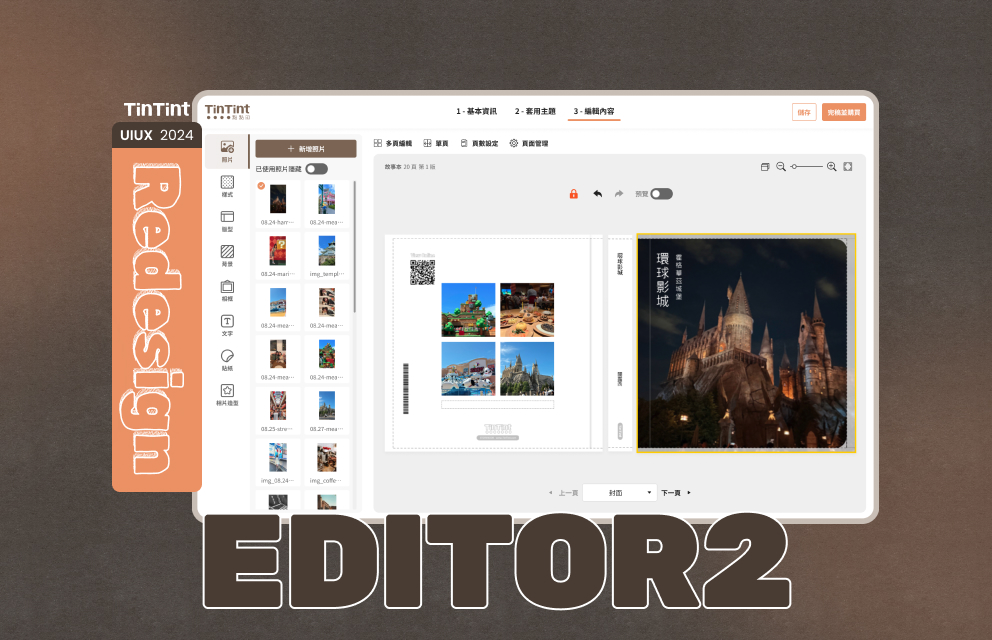 TinTint
UIUX 2024
Redesign
TinTint
點點印
1 - 基本資訊
2 - 套用主題
3 - 編輯內容
儲存
完稿並購買
照片
樣式
版型
背景
相框
文字
貼紙
相片造型
+ 新增照片
已使用照片隱藏
08.24-harr···
08.24-mea···
08.24-mari···
img_templ···
08.24-mea···
08.24-mea···
08.24-mea···
08.24-mea···
08.25-stre···
08.27-mea···
img_08.24···
img_coffe···
多頁編輯
單頁
頁數設定
頁面管理
故事本 20 頁 第 1 版
預覽
TinTint
環球影城
環球影城
霍格華茲城堡
上一頁
封面
下一頁
EDITOR2